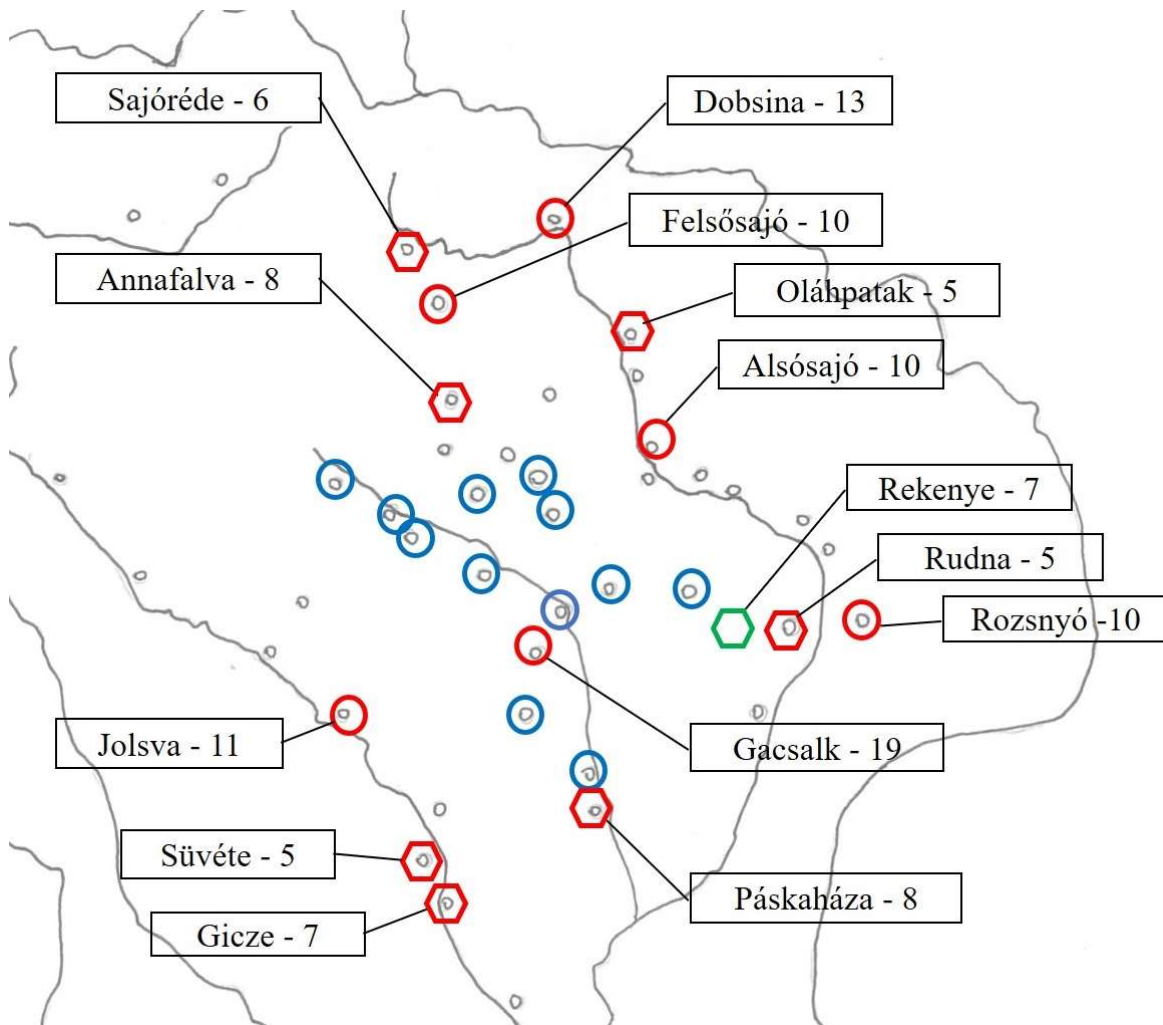 Sajóréde - 6
Dobsina - 13
Felsősajó - 10
Annafalva - 8
Oláhpatak - 5
Alsósajó - 10
Rekenye - 7
Rudna - 5
Rozsnyó -10
Jolsva - 11
Gacsalk - 19
Süvéte - 5
Páskaháza - 8
Gicze - 7